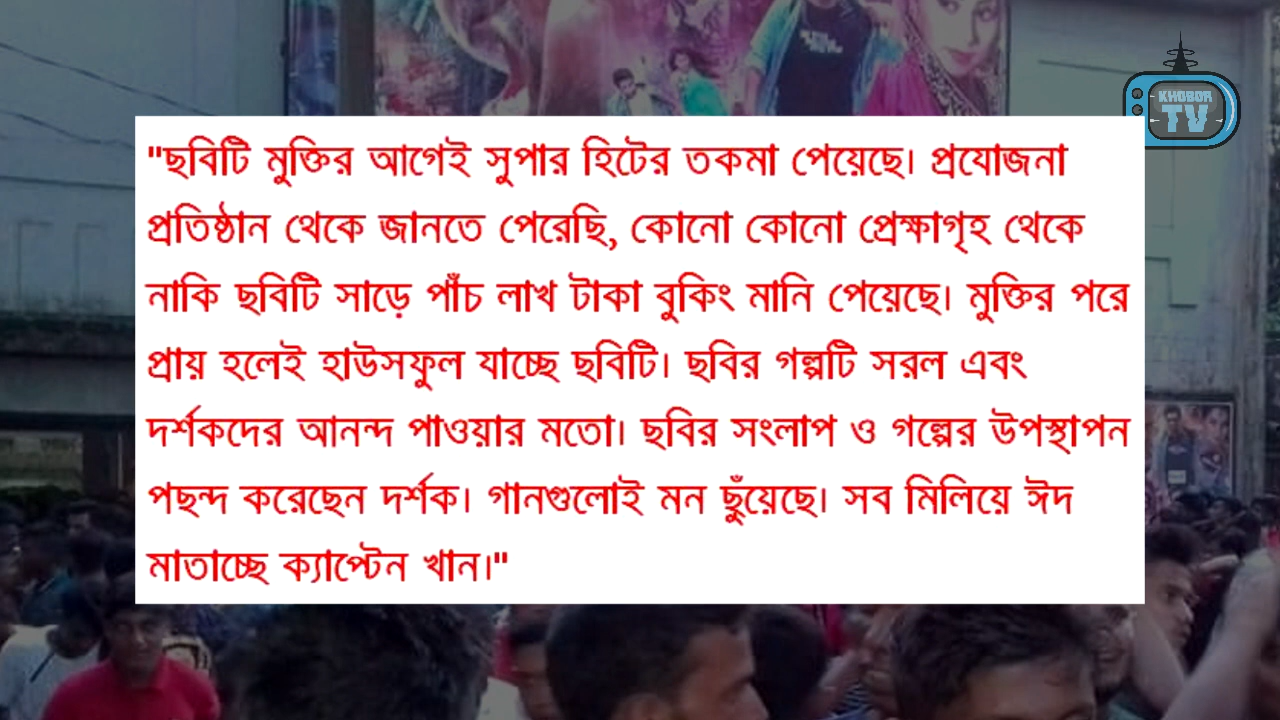 KHOBOR
TV
"ছবিটি মুক্তির আগেই সুপার হিটের তকমা পেয়েছে। প্রযোজনা
প্রতিষ্ঠান থেকে জানতে পেরেছি, কোনো কোনো প্রেক্ষাগৃহ থেকে
নাকি ছবিটি সাড়ে পাঁচ লাখ টাকা বুকিং মানি পেয়েছে। মুক্তির পরে
প্রায় হলেই হাউসফুল যাচ্ছে ছবিটি। ছবির গল্পটি সরল এবং
দর্শকদের আনন্দ পাওয়ার মতো। ছবির সংলাপ ও গল্পের উপস্থাপন
পছন্দ করেছেন দর্শক। গানগুলোই মন ছুঁয়েছে। সব মিলিয়ে ঈদ
মাতাচ্ছে ক্যাপ্টেন খান।"